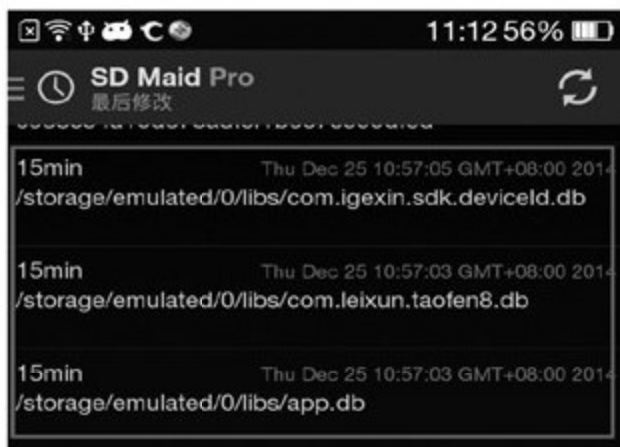 11:12 56%
SD Maid Pro
最后修改
15min Thu Dec 25 10:57:05 GMT+08:00 2014
/storage/emulated/0/libs/com.igexin.sdk.deviceId.db
15min Thu Dec 25 10:57:03 GMT+08:00 2014
/storage/emulated/0/libs/com.leixun.taofen8.db
15min Thu Dec 25 10:57:03 GMT+08:00 2014
/storage/emulated/0/libs/app.db